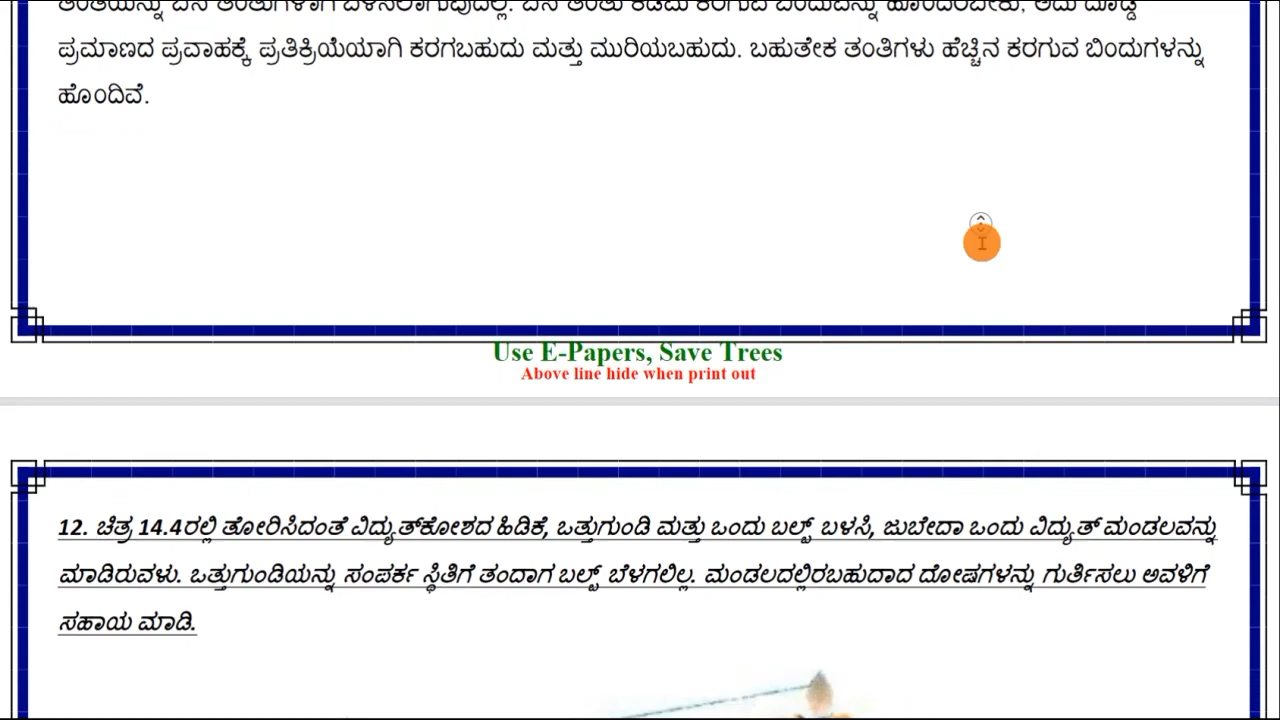 ಪ್ರಮಾಣದ ಪ್ರವಾಹಕ್ಕೆ ಪ್ರತಿಕ್ರಿಯೆಯಾಗಿ ಕರಗಬಹುದು ಮತ್ತು ಮುರಿಯಬಹುದು. ಬಹುತೇಕ ತಂತಿಗಳು ಹೆಚ್ಚಿನ ಕರಗುವ ಬಿಂದುಗಳನ್ನು
ಹೊಂದಿವೆ.
Use E-Papers, Save Trees
Above line hide when print out
12. ಚಿತ್ರ 14.4ರಲ್ಲಿ ತೋರಿಸಿದಂತೆ ವಿದ್ಯುತ್‌ಕೋಶದ ಹಿಡಿಕೆ, ಒತ್ತುಗುಂಡಿ ಮತ್ತು ಒಂದು ಬಲ್ಬ್ ಬಳಸಿ, ಜುಬೇದಾ ಒಂದು ವಿದ್ಯುತ್ ಮಂಡಲವನ್ನು
ಮಾಡಿರುವಳು. ಒತ್ತುಗುಂಡಿಯನ್ನು ಸಂಪರ್ಕ ಸ್ಥಿತಿಗೆ ತಂದಾಗ ಬಲ್ಬ್ ಬೆಳಗಲಿಲ್ಲ. ಮಂಡಲದಲ್ಲಿರಬಹುದಾದ ದೋಷಗಳನ್ನು ಗುರ್ತಿಸಲು ಅವಳಿಗೆ
ಸಹಾಯ ಮಾಡಿ.